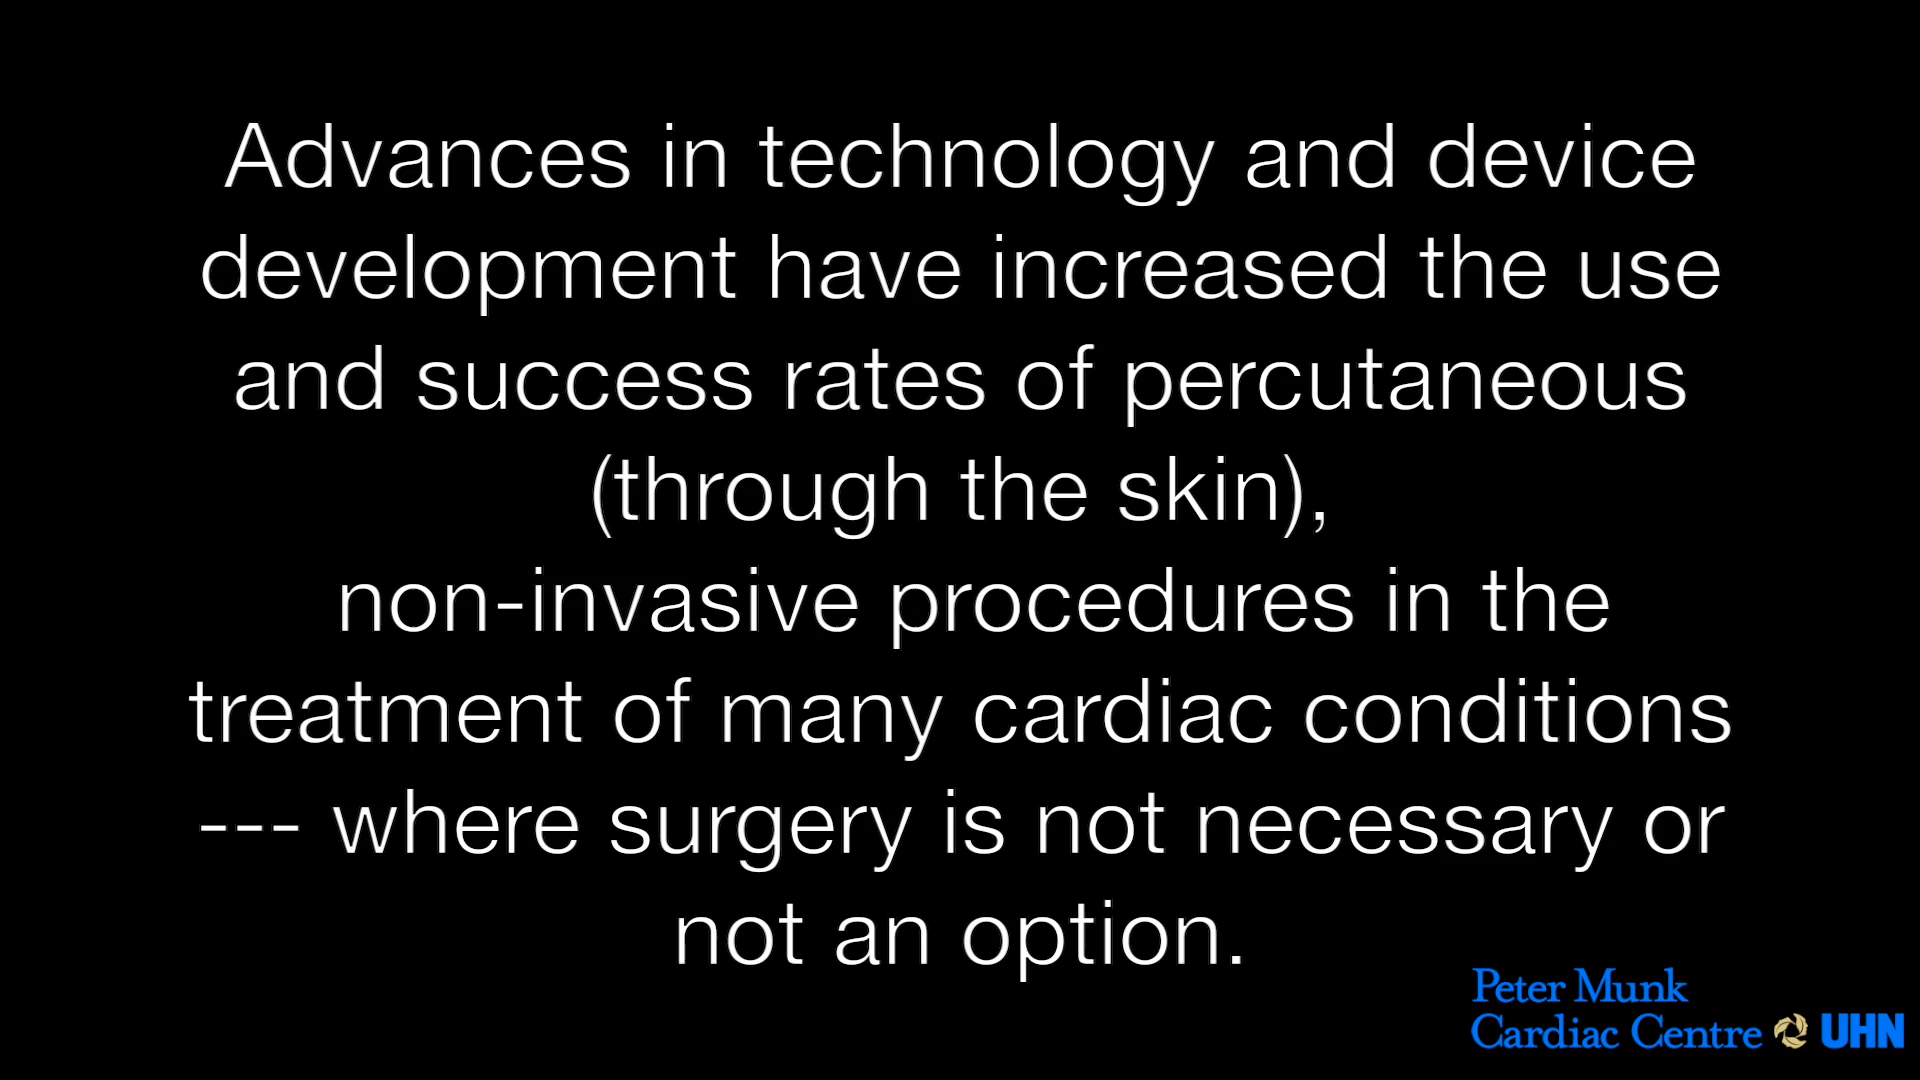 Advances in technology and device
development have increased the use
and success rates of percutaneous
(through the skin),
non-invasive procedures in the
treatment of many cardiac conditions
--- where surgery is not necessary or
not an option.
Peter Munk
Cardiac Centre UHN